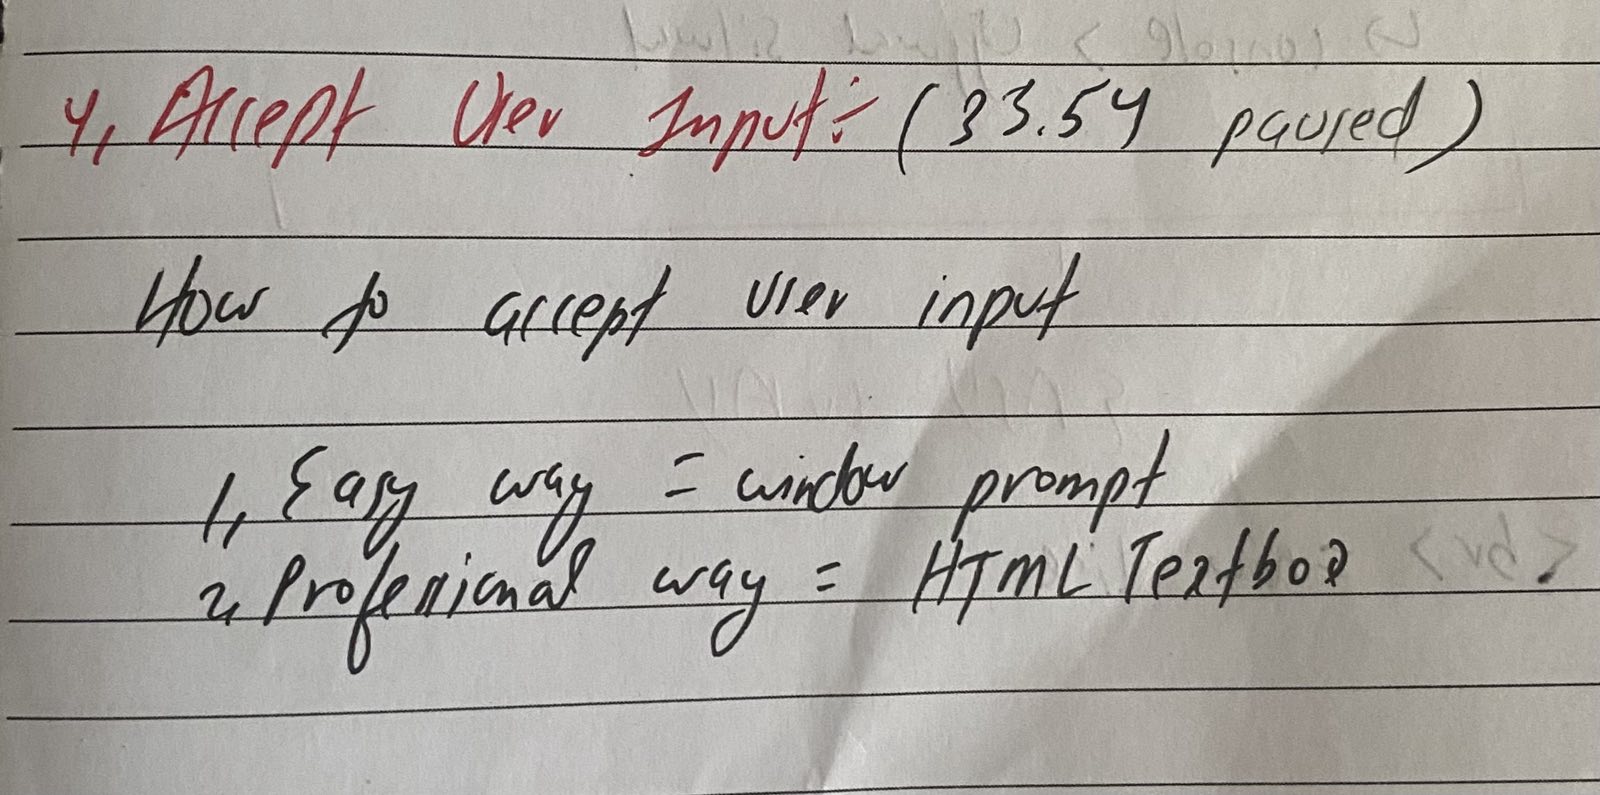 4, Accept User Input:- (33.54 paused)
How to accept user input
1, Easy way = window prompt
2, Professional way = HTML Textbox